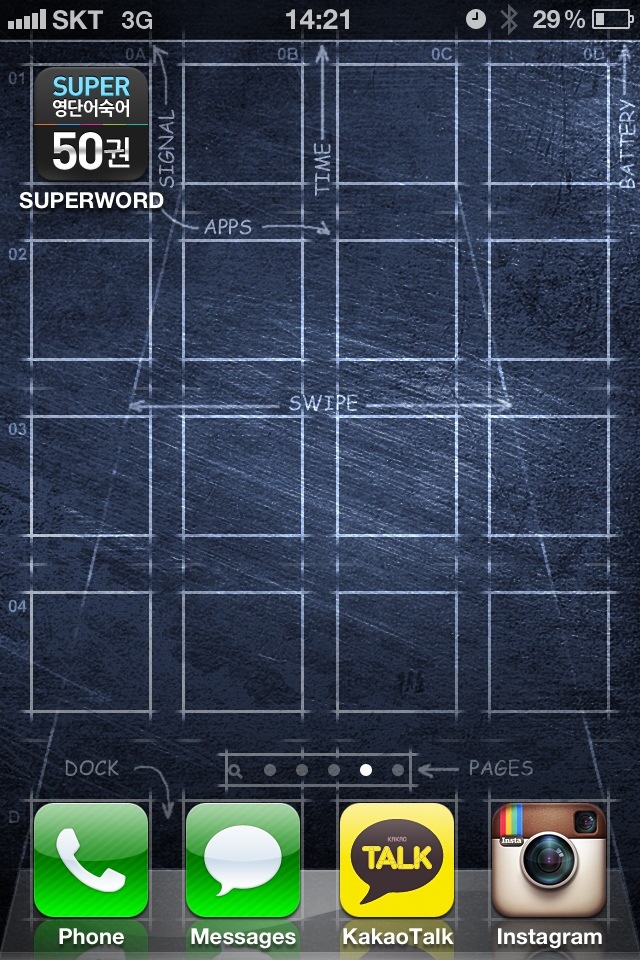 SKT 3G 14:21 29%
0A 0B 0C 0D
01
SUPER
영단어숙어
50권
SUPERWORD
SIGNAL
TIME
BATTERY
APPS
02
SWIPE
03
04
DOCK
PAGES
D
KAKAO
TALK
Insta
Phone Messages KakaoTalk Instagram